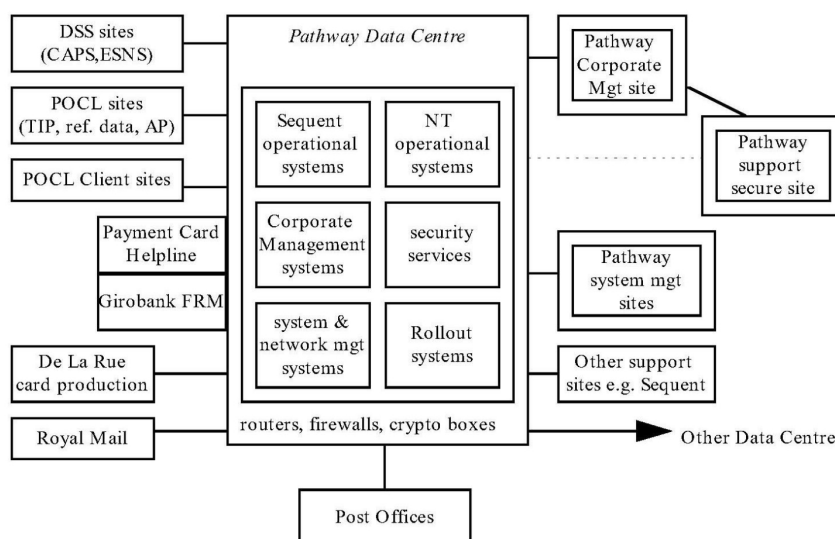 DSS sites
(CAPS,ESNS)
POCL sites
(TIP, ref. data, AP)
POCL Client sites
Payment Card
Helpline
Girobank FRM
De La Rue
card production
Royal Mail
Pathway Data Centre
Sequent
operational
systems
NT
operational
systems
Corporate
Management
systems
security
services
system &
network mgt
systems
Rollout
systems
routers, firewalls, crypto boxes
Pathway
Corporate
Mgt site
Pathway
support
secure site
Pathway
system mgt
sites
Other support
sites e.g. Sequent
Other Data Centre
Post Offices